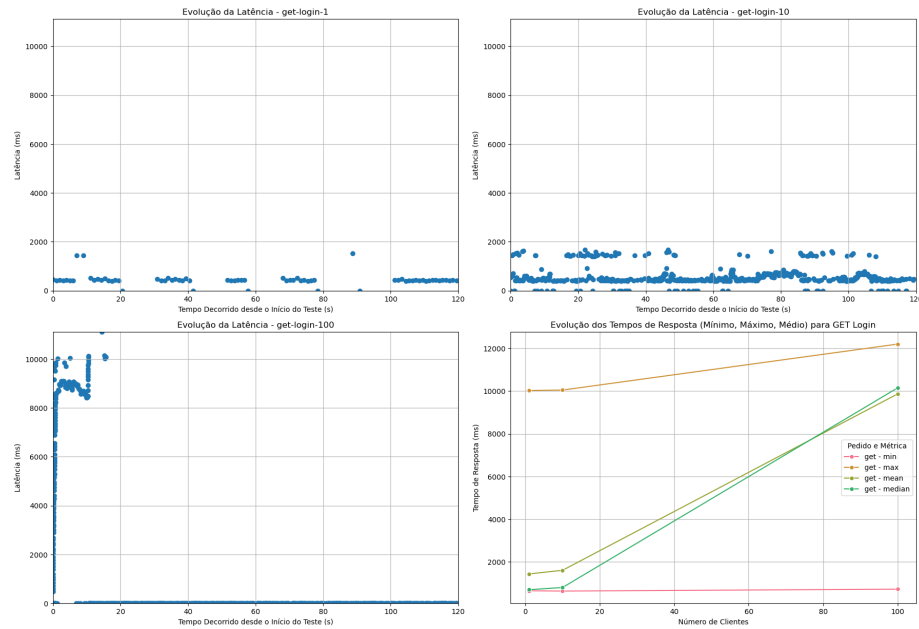 Evolução da Latência - get-login-1
10000
8000
6000
4000
2000
0
Latência (ms)
0 20 40 60 80 100 120
Tempo Decorrido desde o Início do Teste (s)
Evolução da Latência - get-login-10
10000
8000
6000
4000
2000
0
Latência (ms)
0 20 40 60 80 100 120
Tempo Decorrido desde o Início do Teste (s)
Evolução da Latência - get-login-100
10000
8000
6000
4000
2000
0
Latência (ms)
0 20 40 60 80 100 120
Tempo Decorrido desde o Início do Teste (s)
Evolução dos Tempos de Resposta (Mínimo, Máximo, Médio) para GET Login
12000
10000
8000
6000
4000
2000
Tempo de Resposta (ms)
Pedido e Métrica
get - min
get - max
get - mean
get - median
0 20 40 60 80 100
Número de Clientes